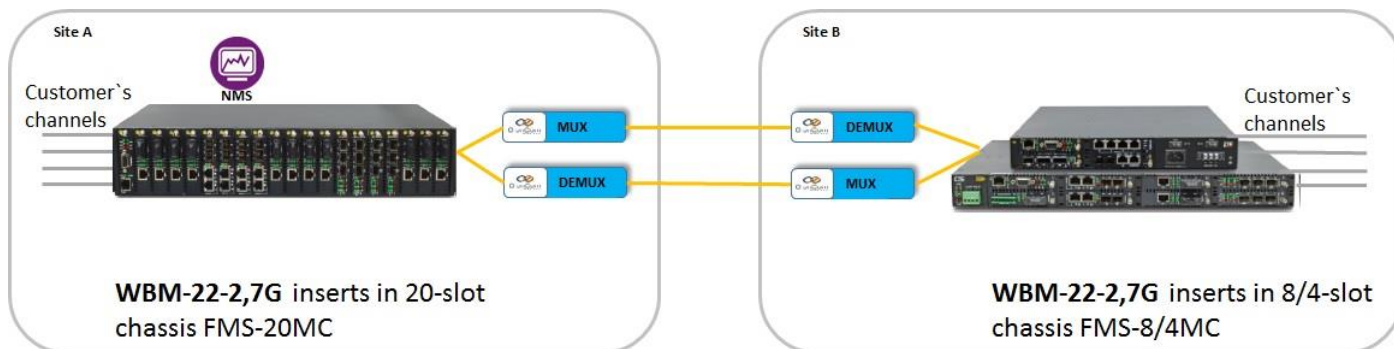 Site A
NMS
Customer`s
channels
MUX
DEMUX
WBM-22-2,7G inserts in 20-slot
chassis FMS-20MC
Site B
DEMUX
MUX
Customer`s
channels
WBM-22-2,7G inserts in 8/4-slot
chassis FMS-8/4MC